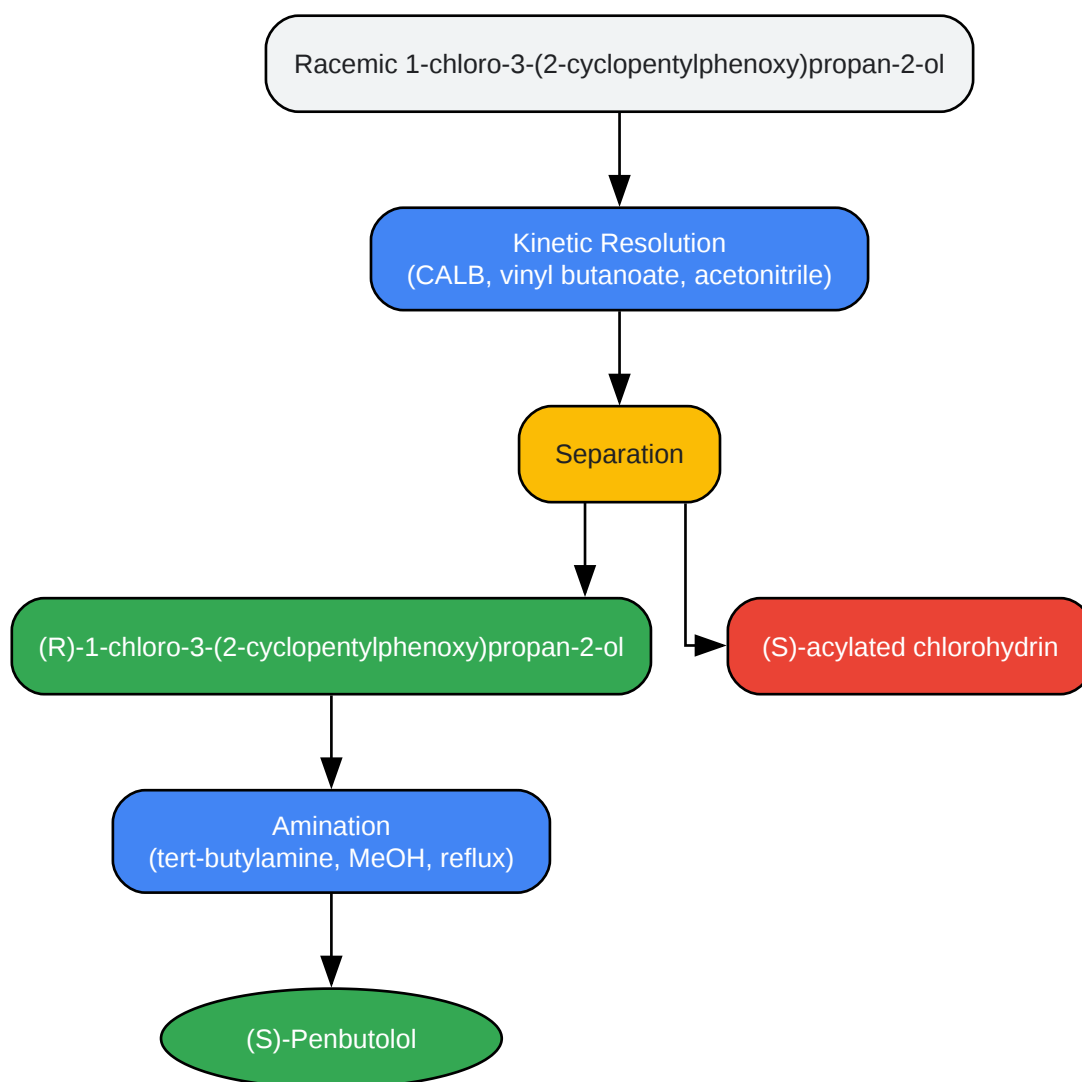 Racemic 1-chloro-3-(2-cyclopentylphenoxy)propan-2-ol
Kinetic Resolution
(CALB, vinyl butanoate, acetonitrile)
Separation
(R)-1-chloro-3-(2-cyclopentylphenoxy)propan-2-ol
(S)-acylated chlorohydrin
Amination
(tert-butylamine, MeOH, reflux)
(S)-Penbutolol